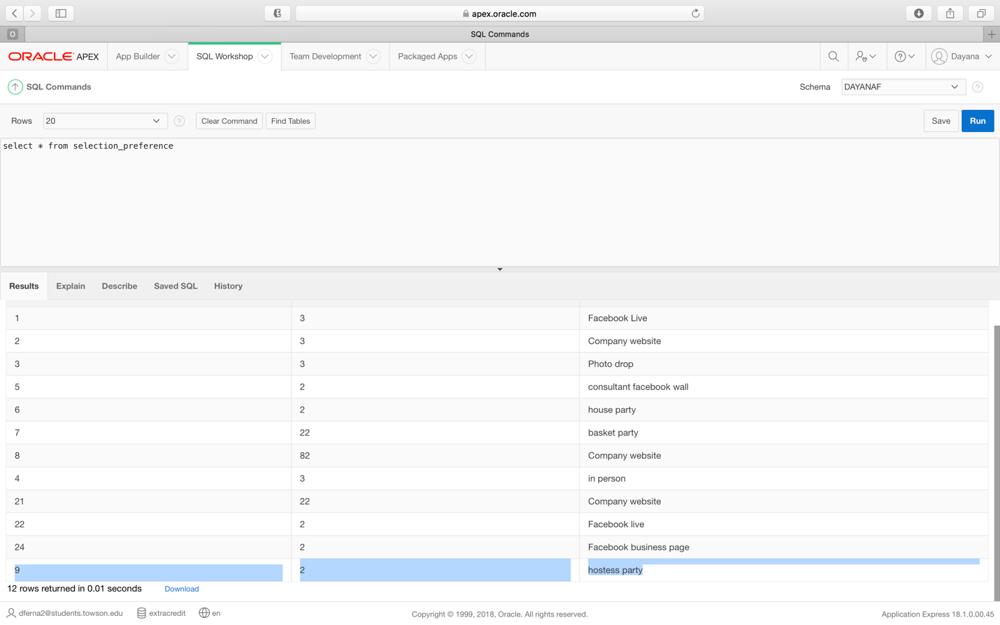 apex.oracle.com
O SQL Commands
ORACLE APEX App Builder SQL Workshop Team Development Packaged Apps Dayana
SQL Commands Schema DAYANAF ?
Rows 20 ? Clear Command Find Tables Save Run
select * from selection_preference
Results Explain Describe Saved SQL History
1 3 Facebook Live
2 3 Company website
3 3 Photo drop
5 2 consultant facebook wall
6 2 house party
7 22 basket party
8 82 Company website
4 3 in person
21 22 Company website
22 2 Facebook live
24 2 Facebook business page
9 2 hostess party
12 rows returned in 0.01 seconds Download
dferna2@students.towson.edu extracredit en Copyright © 1999, 2018, Oracle. All rights reserved. Application Express 18.1.0.00.45